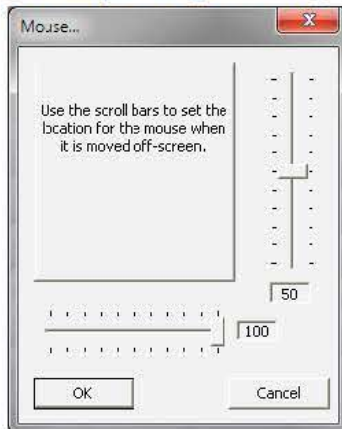 Mouse...
Use the scroll bars to set the
location for the mouse when
it is moved off-screen.
50
100
OK
Cancel